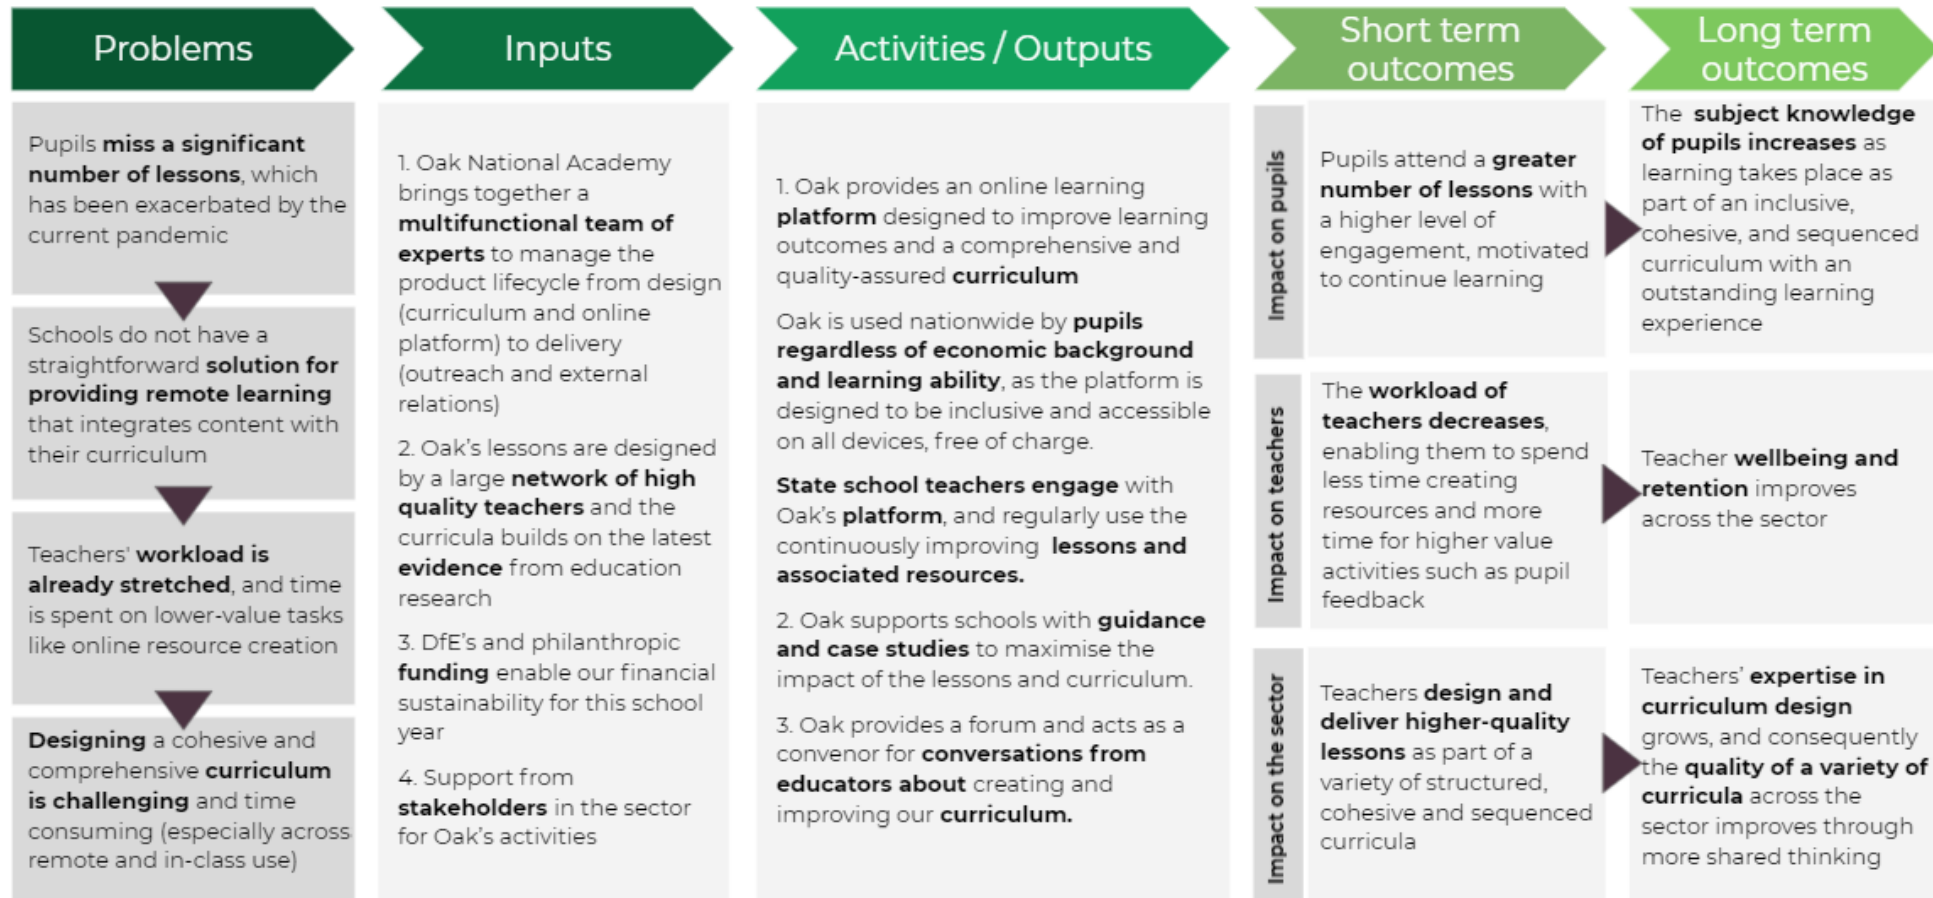 Problems
Inputs
Activities / Outputs
Short term
outcomes
Long term
outcomes
Pupils miss a significant
number of lessons, which
has been exacerbated by the
current pandemic
Schools do not have a
straightforward solution for
providing remote learning
that integrates content with
their curriculum
Teachers' workload is
already stretched, and time
is spent on lower-value tasks
like online resource creation
Designing a cohesive and
comprehensive curriculum
is challenging and time
consuming (especially across
remote and in-class use)
1. Oak National Academy
brings together a
multifunctional team of
experts to manage the
product lifecycle from design
(curriculum and online
platform) to delivery
(outreach and external
relations)
2. Oak’s lessons are designed
by a large network of high
quality teachers and the
curricula builds on the latest
evidence from education
research
3. DfE’s and philanthropic
funding enable our financial
sustainability for this school
year
4. Support from
stakeholders in the sector
for Oak’s activities
1. Oak provides an online learning
platform designed to improve learning
outcomes and a comprehensive and
quality-assured curriculum
Oak is used nationwide by pupils
regardless of economic background
and learning ability, as the platform is
designed to be inclusive and accessible
on all devices, free of charge.
State school teachers engage with
Oak’s platform, and regularly use the
continuously improving lessons and
associated resources.
2. Oak supports schools with guidance
and case studies to maximise the
impact of the lessons and curriculum.
3. Oak provides a forum and acts as a
convenor for conversations from
educators about creating and
improving our curriculum.
Impact on pupils
Pupils attend a greater
number of lessons with
a higher level of
engagement, motivated
to continue learning
The subject knowledge
of pupils increases as
learning takes place as
part of an inclusive,
cohesive, and sequenced
curriculum with an
outstanding learning
experience
Impact on teachers
The workload of
teachers decreases,
enabling them to spend
less time creating
resources and more
time for higher value
activities such as pupil
feedback
Teacher wellbeing and
retention improves
across the sector
Impact on the sector
Teachers design and
deliver higher-quality
lessons as part of a
variety of structured,
cohesive and sequenced
curricula
Teachers’ expertise in
curriculum design
grows, and consequently
the quality of a variety of
curricula across the
sector improves through
more shared thinking